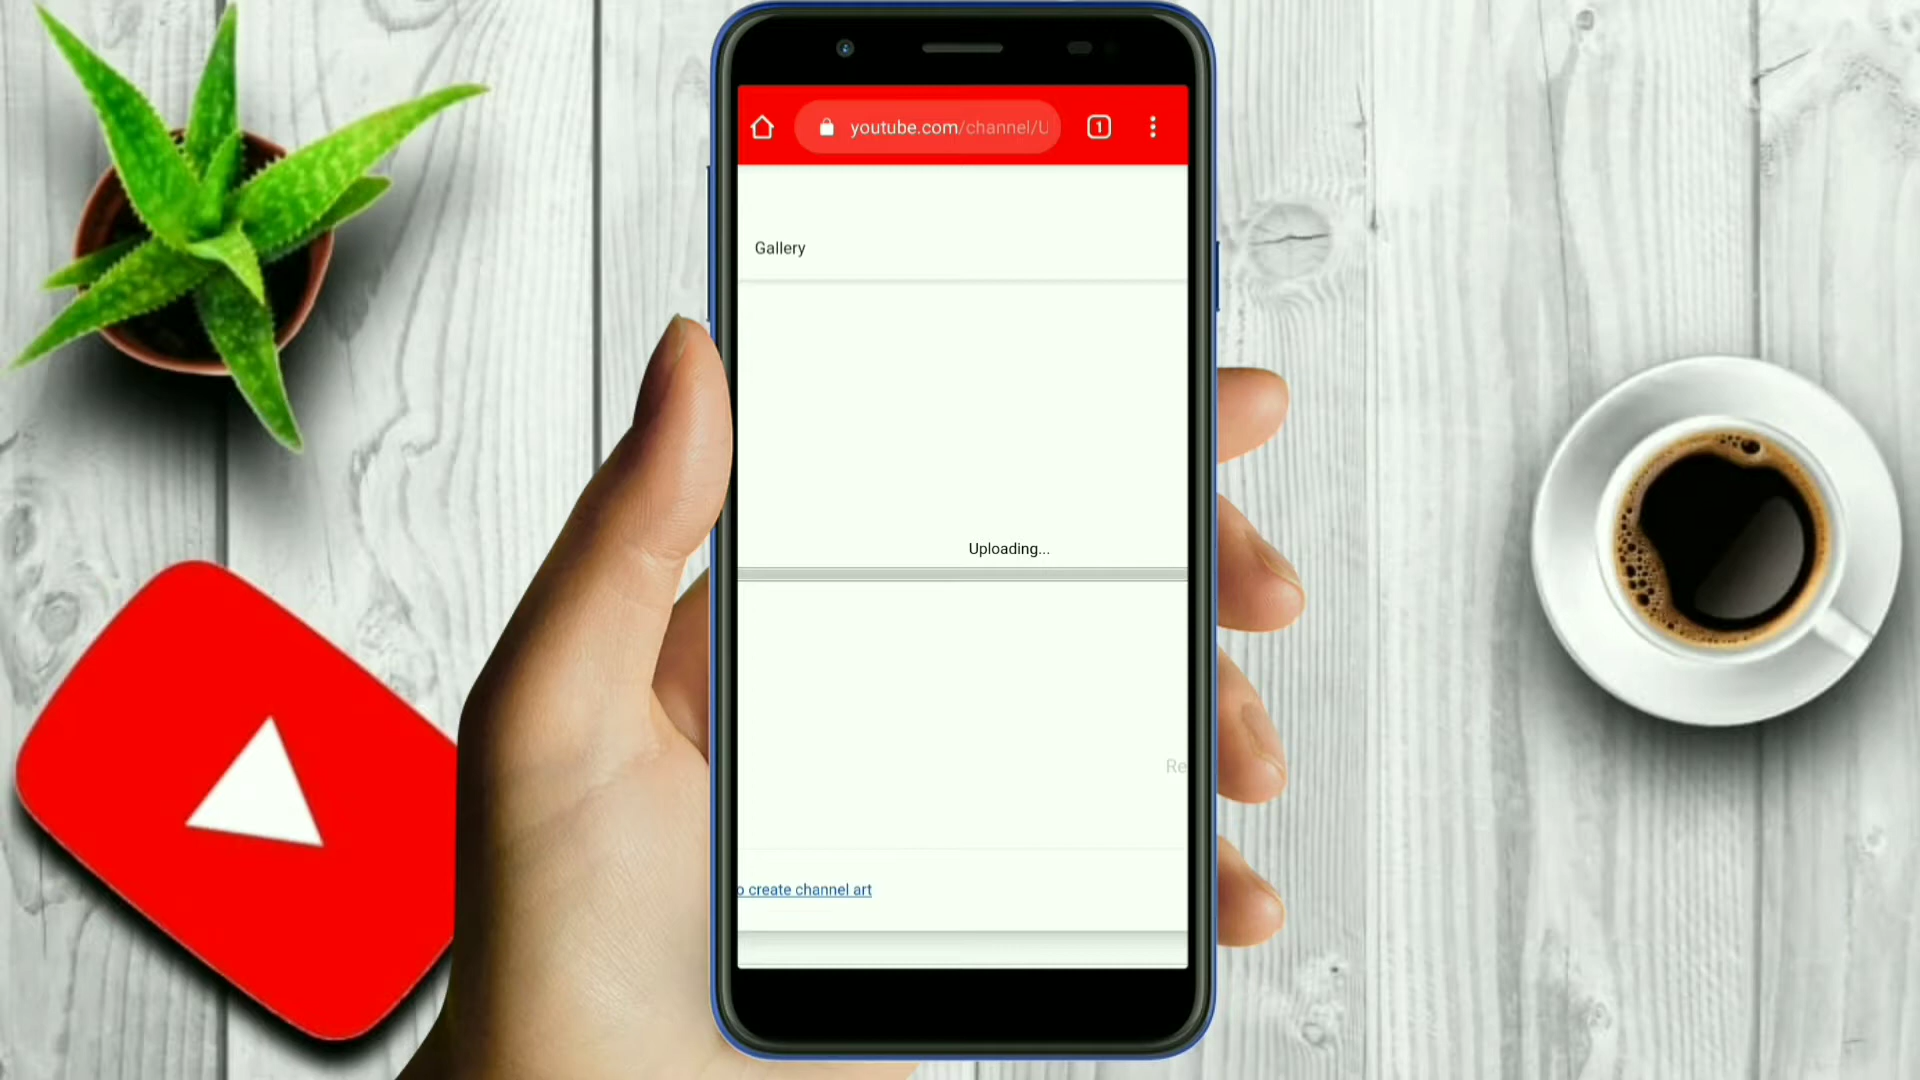 youtube.com/channel/U
1
Gallery
Uploading...
Re
o create channel art